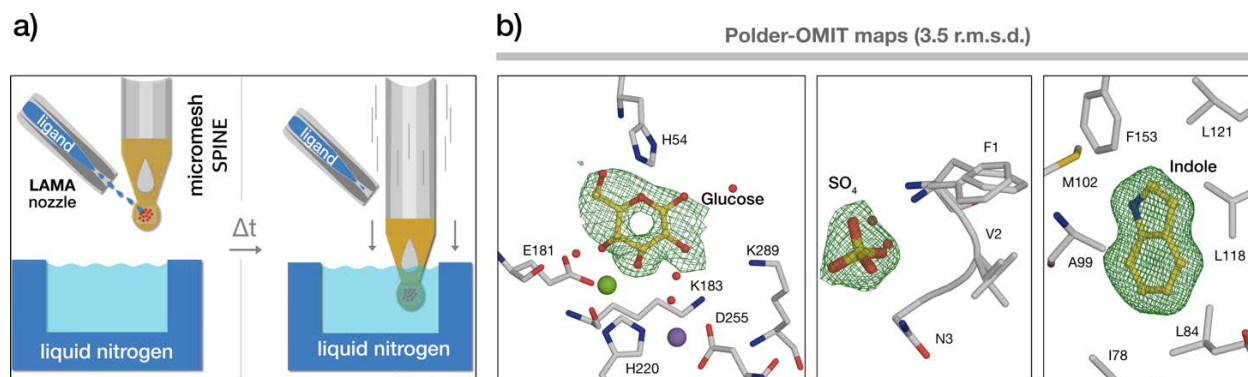 a)
ligand
LAMA
nozzle
micromesh
SPINE
liquid nitrogen
Δt
ligand
liquid nitrogen
b)
Polder-OMIT maps (3.5 r.m.s.d.)
H54
Glucose
E181
K289
K183
D255
H220
F1
SO4
V2
N3
F153
L121
Indole
M102
A99
L118
L84
I78